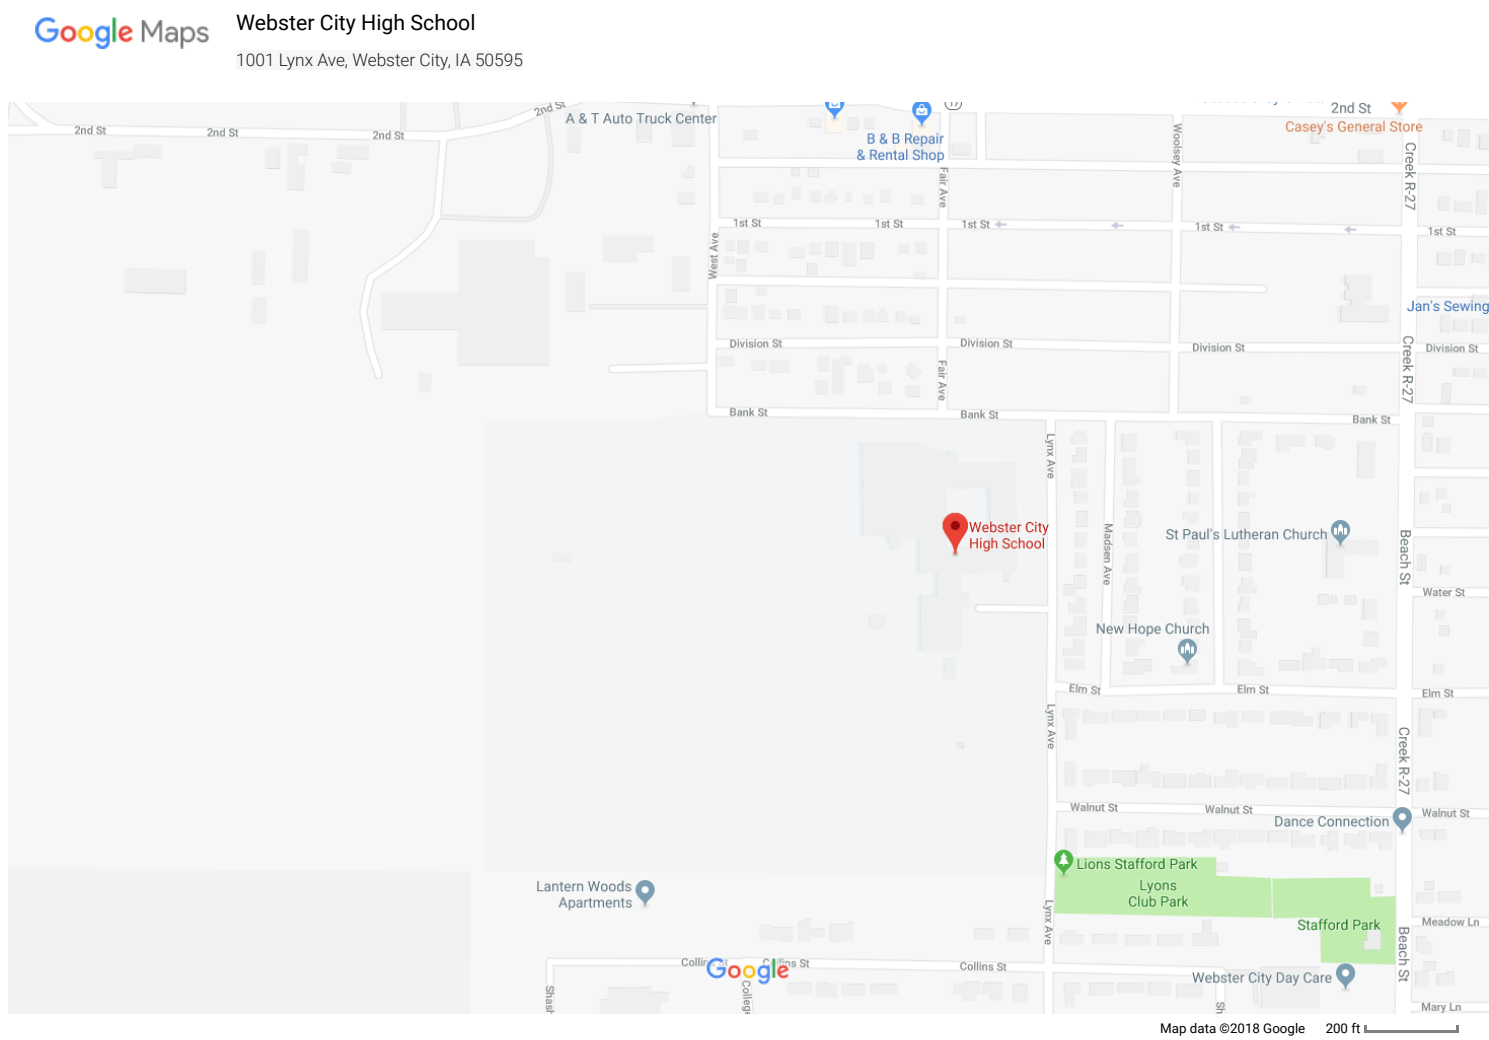 Google Maps
Webster City High School
1001 Lynx Ave, Webster City, IA 50595
2nd St
2nd St
2nd St
2nd St
A & T Auto Truck Center
17
2nd St
Casey's General Store
B & B Repair
& Rental Shop
Fair Ave
Woolsey Ave
Creek R-27
1st St
1st St
1st St
1st St
1st St
West Ave
Jan's Sewing
Division St
Division St
Division St
Division St
Creek R-27
Fair Ave
Bank St
Bank St
Bank St
Lynx Ave
Webster City
High School
Madsen Ave
St Paul's Lutheran Church
Beach St
Water St
New Hope Church
Elm St
Elm St
Elm St
Lynx Ave
Creek R-27
Walnut St
Walnut St
Walnut St
Dance Connection
Lions Stafford Park
Lyons
Club Park
Lantern Woods
Apartments
Lynx Ave
Stafford Park
Meadow Ln
Beach St
Collins St
Collins St
Collins St
Google
Webster City Day Care
Mary Ln
Map data ©2018 Google
200 ft